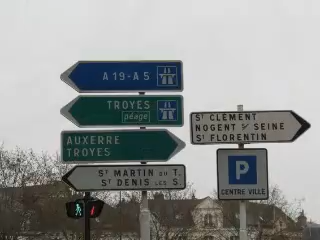 A 19 - A 5
TROYES
péage
AUXERRE
TROYES
ST MARTIN DU T.
ST DENIS LES S.
ST CLEMENT
NOGENT S/ SEINE
ST FLORENTIN
P
CENTRE VILLE